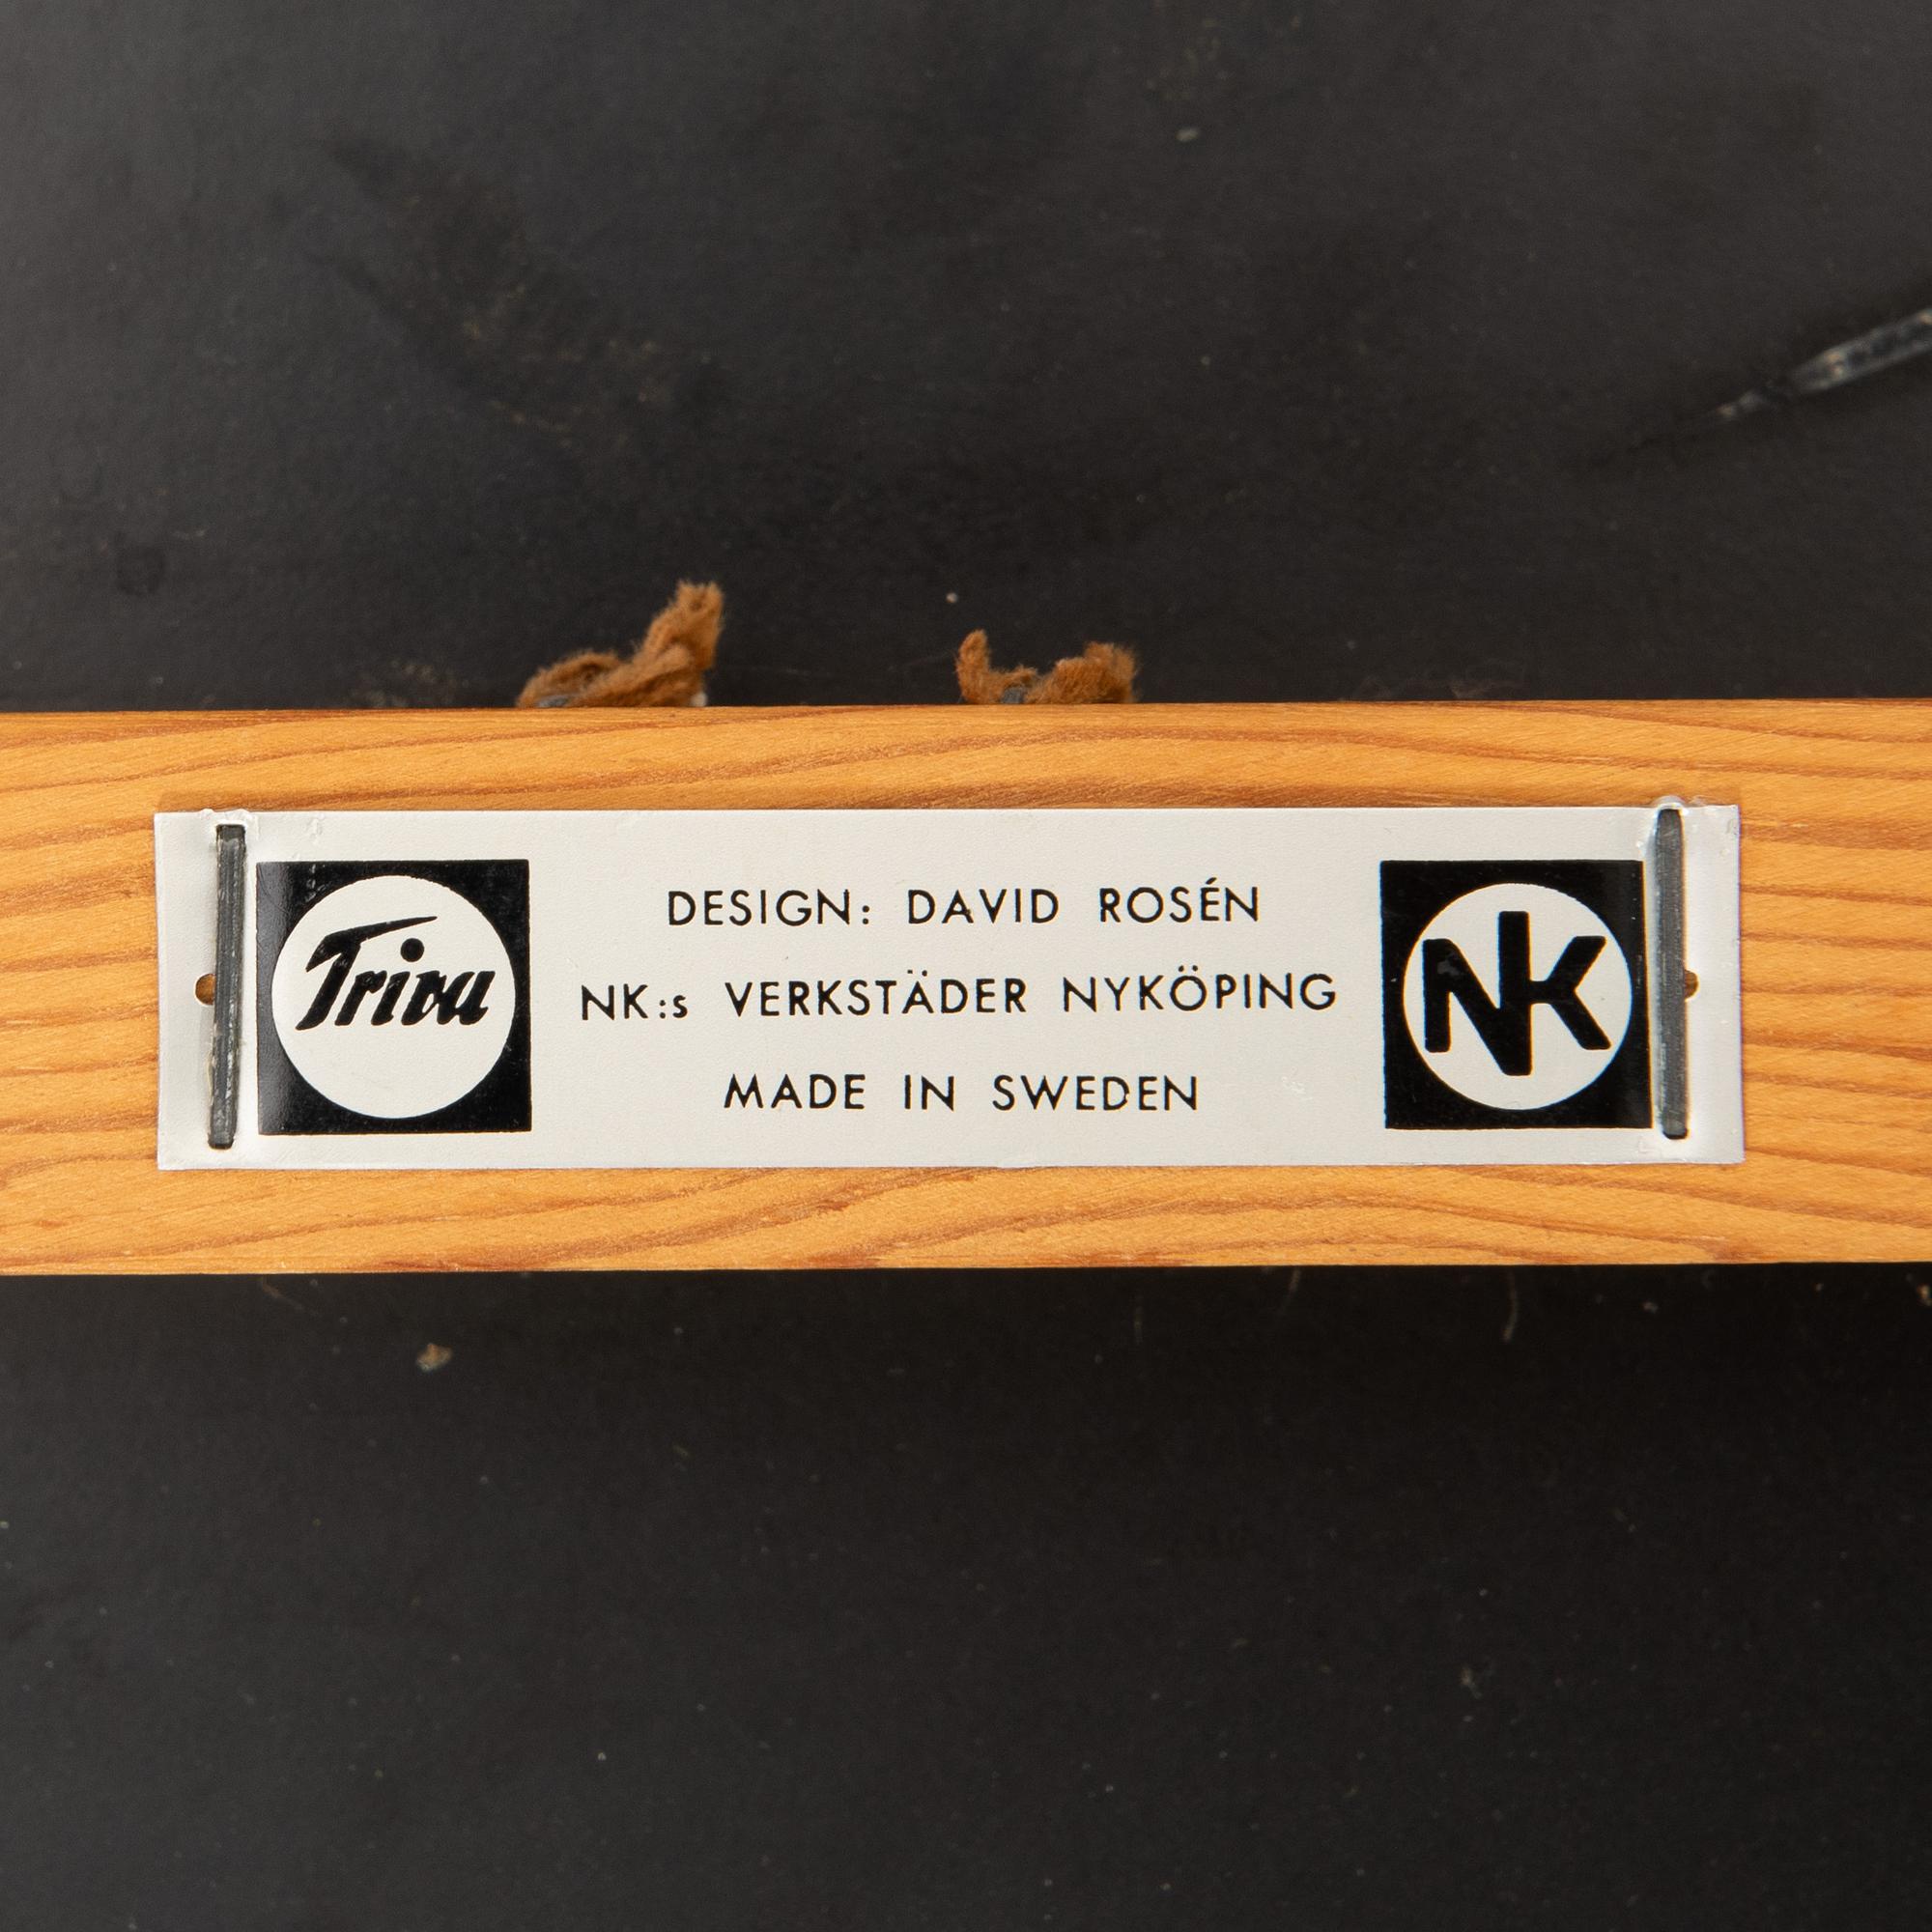 Triva
DESIGN: DAVID ROSÉN
NK:s VERKSTÄDER NYKÖPING
MADE IN SWEDEN
NK